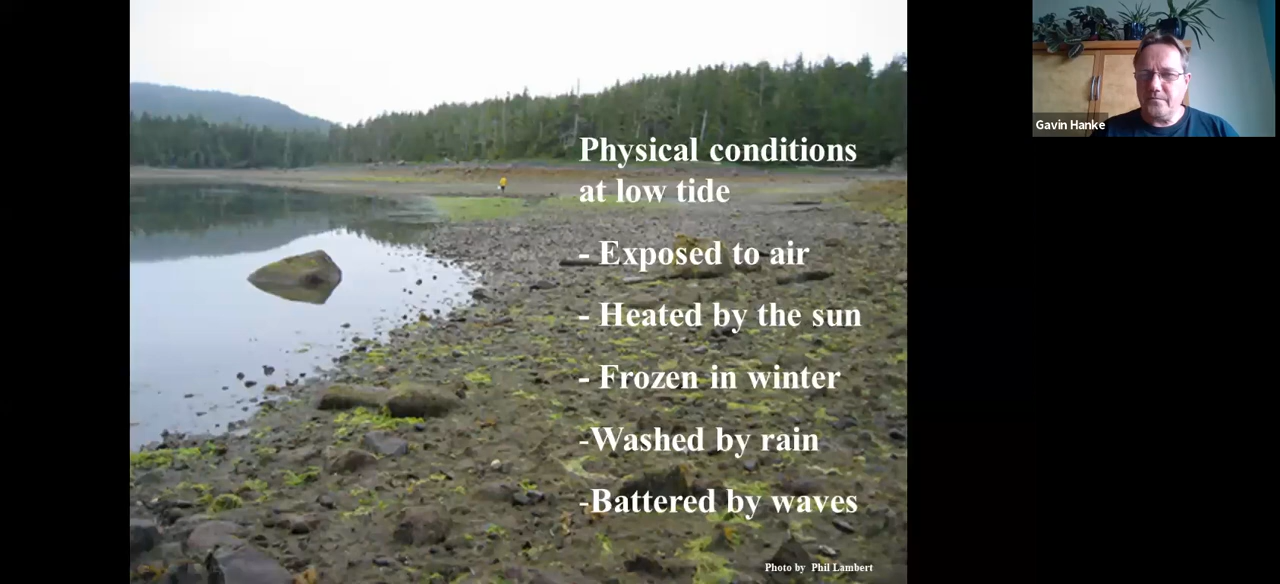 Physical conditions
at low tide
- Exposed to air
- Heated by the sun
- Frozen in winter
-Washed by rain
-Battered by waves
Photo by Phil Lambert
Gavin Hanke